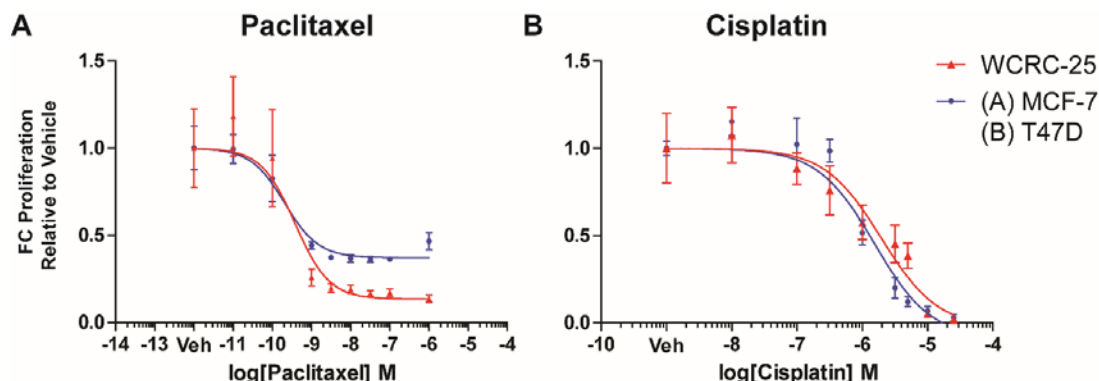 A Paclitaxel
B Cisplatin
FC Proliferation
Relative to Vehicle
1.5
1.0
0.5
0.0
-14 -13 Veh -11 -10 -9 -8 -7 -6 -5 -4
log[Paclitaxel] M
1.5
1.0
0.5
0.0
-10 Veh -8 -7 -6 -5 -4
log[Cisplatin] M
WCRC-25
(A) MCF-7
(B) T47D